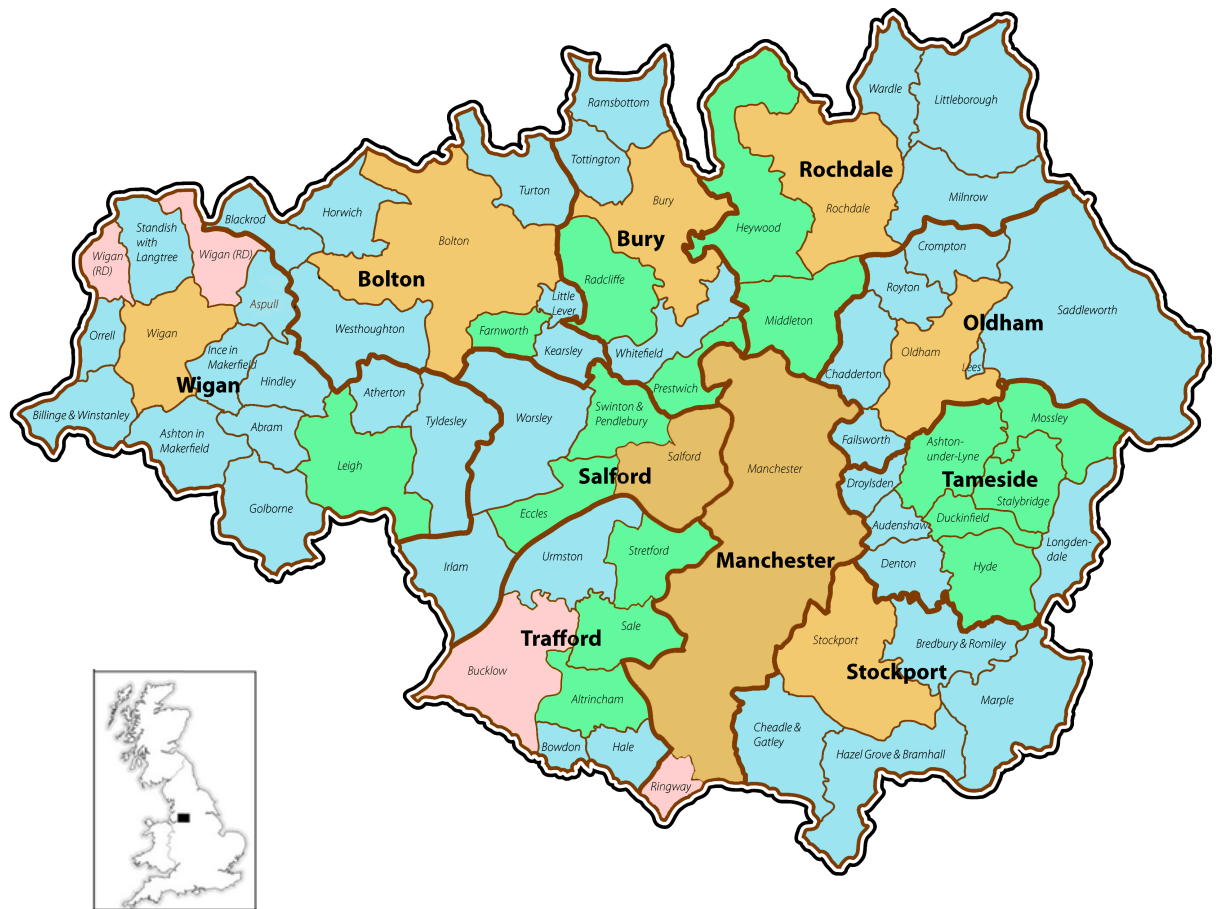 Ramsbottom
Wardle
Littleborough
Tottington
Rochdale
Turton
Bury
Milnrow
Rochdale
Horwich
Blackrod
Standish
with
Langtree
Heywood
Bury
Bolton
Crompton
Wigan
(RD)
Wigan (RD)
Bolton
Radcliffe
Royton
Aspull
Little
Lever
Saddleworth
Middleton
Oldham
Westhoughton
Farnworth
Orrell
Wigan
Kearsley
Whitefield
Oldham
Ince in
Makerfield
Lees
Chadderton
Wigan
Hindley
Prestwich
Atherton
Billinge & Winstanley
Tyldesley
Worsley
Swinton &
Pendlebury
Mossley
Abram
Ashton in
Makerfield
Failsworth
Ashton-
under-Lyne
Salford
Leigh
Manchester
Salford
Tameside
Droylsden
Stalybridge
Golborne
Eccles
Duckinfield
Audenshaw
Urmston
Stretford
Longden-
dale
Manchester
Irlam
Denton
Hyde
Trafford
Sale
Stockport
Bredbury & Romiley
Bucklow
Stockport
Altrincham
Marple
Cheadle &
Gatley
Bowdon
Hale
Hazel Grove & Bramhall
Ringway